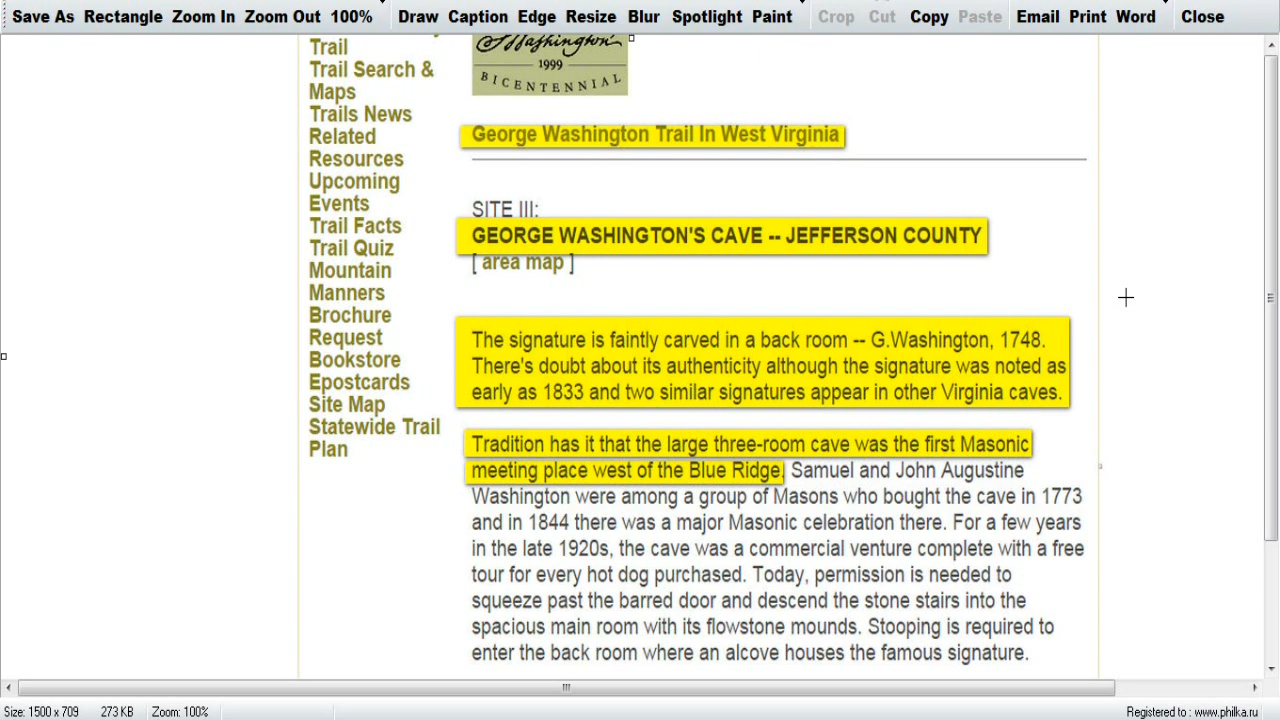 Save As Rectangle Zoom In Zoom Out 100% Draw Caption Edge Resize Blur Spotlight Paint Crop Cut Copy Paste Email Print Word Close
Trail
Trail Search &
Maps
Trails News
Related
Resources
Upcoming
Events
Trail Facts
Trail Quiz
Mountain
Manners
Brochure
Request
Bookstore
Epostcards
Site Map
Statewide Trail
Plan
Washington
1999
BICENTENNIAL
George Washington Trail In West Virginia
SITE III:
GEORGE WASHINGTON'S CAVE -- JEFFERSON COUNTY
[ area map ]
The signature is faintly carved in a back room -- G.Washington, 1748.
There's doubt about its authenticity although the signature was noted as
early as 1833 and two similar signatures appear in other Virginia caves.
Tradition has it that the large three-room cave was the first Masonic
meeting place west of the Blue Ridge. Samuel and John Augustine
Washington were among a group of Masons who bought the cave in 1773
and in 1844 there was a major Masonic celebration there. For a few years
in the late 1920s, the cave was a commercial venture complete with a free
tour for every hot dog purchased. Today, permission is needed to
squeeze past the barred door and descend the stone stairs into the
spacious main room with its flowstone mounds. Stooping is required to
enter the back room where an alcove houses the famous signature.
Size: 1500 x 709 273 KB Zoom: 100% Registered to : www.philka.ru